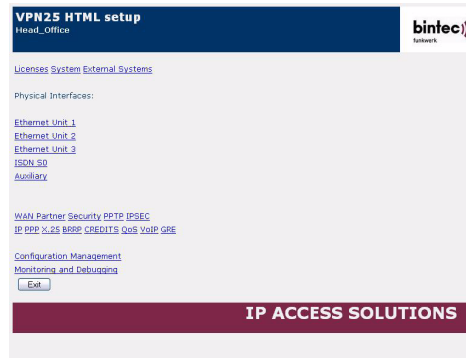 VPN25 HTML setup
Head_Office
bintec
funkwerk
Licenses System External Systems
Physical Interfaces:
Ethernet Unit 1
Ethernet Unit 2
Ethernet Unit 3
ISDN S0
Auxiliary
WAN Partner Security PPTP IPSEC
IP PPP X.25 BRRP CREDITS QoS VoIP GRE
Configuration Management
Monitoring and Debugging
Exit
IP ACCESS SOLUTIONS